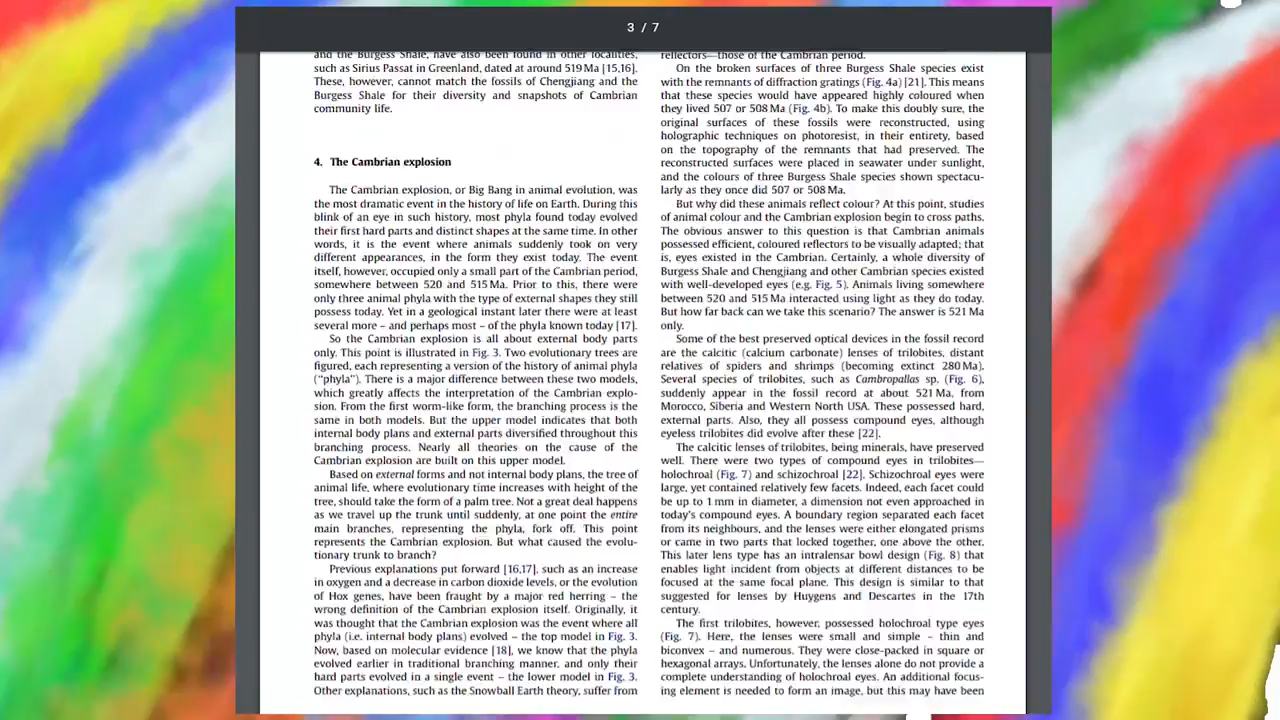 3 / 7
and the Burgess Shale, have also been found in other localities,
such as Sirius Passat in Greenland, dated at around 519 Ma [15,16].
These, however, cannot match the fossils of Chengjiang and the
Burgess Shale for their diversity and snapshots of Cambrian
community life.
4. The Cambrian explosion
The Cambrian explosion, or Big Bang in animal evolution, was
the most dramatic event in the history of life on Earth. During this
blink of an eye in such history, most phyla found today evolved
their first hard parts and distinct shapes at the same time. In other
words, it is the event where animals suddenly took on very
different appearances, in the form they exist today. The event
itself, however, occupied only a small part of the Cambrian period,
somewhere between 520 and 515 Ma. Prior to this, there were
only three animal phyla with the type of external shapes they still
possess today. Yet in a geological instant later there were at least
several more – and perhaps most – of the phyla known today [17].
So the Cambrian explosion is all about external body parts
only. This point is illustrated in Fig. 3. Two evolutionary trees are
figured, each representing a version of the history of animal phyla
("phyla"). There is a major difference between these two models,
which greatly affects the interpretation of the Cambrian explo-
sion. From the first worm-like form, the branching process is the
same in both models. But the upper model indicates that both
internal body plans and external parts diversified throughout this
branching process. Nearly all theories on the cause of the
Cambrian explosion are built on this upper model.
Based on external forms and not internal body plans, the tree of
animal life, where evolutionary time increases with height of the
tree, should take the form of a palm tree. Not a great deal happens
as we travel up the trunk until suddenly, at one point the entire
main branches, representing the phyla, fork off. This point
represents the Cambrian explosion. But what caused the evolu-
tionary trunk to branch?
Previous explanations put forward [16,17], such as an increase
in oxygen and a decrease in carbon dioxide levels, or the evolution
of Hox genes, have been fraught by a major red herring – the
wrong definition of the Cambrian explosion itself. Originally, it
was thought that the Cambrian explosion was the event where all
phyla (i.e. internal body plans) evolved – the top model in Fig. 3.
Now, based on molecular evidence [18], we know that the phyla
evolved earlier in traditional branching manner, and only their
hard parts evolved in a single event – the lower model in Fig. 3.
Other explanations, such as the Snowball Earth theory, suffer from
reflectors—those of the Cambrian period.
On the broken surfaces of three Burgess Shale species exist
with the remnants of diffraction gratings (Fig. 4a) [21]. This means
that these species would have appeared highly coloured when
they lived 507 or 508 Ma (Fig. 4b). To make this doubly sure, the
original surfaces of these fossils were reconstructed, using
holographic techniques on photoresist, in their entirety, based
on the topography of the remnants that had preserved. The
reconstructed surfaces were placed in seawater under sunlight,
and the colours of three Burgess Shale species shown spectacu-
larly as they once did 507 or 508 Ma.
But why did these animals reflect colour? At this point, studies
of animal colour and the Cambrian explosion begin to cross paths.
The obvious answer to this question is that Cambrian animals
possessed efficient, coloured reflectors to be visually adapted; that
is, eyes existed in the Cambrian. Certainly, a whole diversity of
Burgess Shale and Chengjiang and other Cambrian species existed
with well-developed eyes (e.g. Fig. 5). Animals living somewhere
between 520 and 515 Ma interacted using light as they do today.
But how far back can we take this scenario? The answer is 521 Ma
only.
Some of the best preserved optical devices in the fossil record
are the calcitic (calcium carbonate) lenses of trilobites, distant
relatives of spiders and shrimps (becoming extinct 280 Ma).
Several species of trilobites, such as Cambropallas sp. (Fig. 6),
suddenly appear in the fossil record at about 521 Ma, from
Morocco, Siberia and Western North USA. These possessed hard,
external parts. Also, they all possess compound eyes, although
eyeless trilobites did evolve after these [22].
The calcitic lenses of trilobites, being minerals, have preserved
well. There were two types of compound eyes in trilobites—
holochroal (Fig. 7) and schizochroal [22]. Schizochroal eyes were
large, yet contained relatively few facets. Indeed, each facet could
be up to 1 mm in diameter, a dimension not even approached in
today's compound eyes. A boundary region separated each facet
from its neighbours, and the lenses were either elongated prisms
or came in two parts that locked together, one above the other.
This later lens type has an intralensar bowl design (Fig. 8) that
enables light incident from objects at different distances to be
focused at the same focal plane. This design is similar to that
suggested for lenses by Huygens and Descartes in the 17th
century.
The first trilobites, however, possessed holochroal type eyes
(Fig. 7). Here, the lenses were small and simple – thin and
biconvex – and numerous. They were close-packed in square or
hexagonal arrays. Unfortunately, the lenses alone do not provide a
complete understanding of holochroal eyes. An additional focus-
ing element is needed to form an image, but this may have been